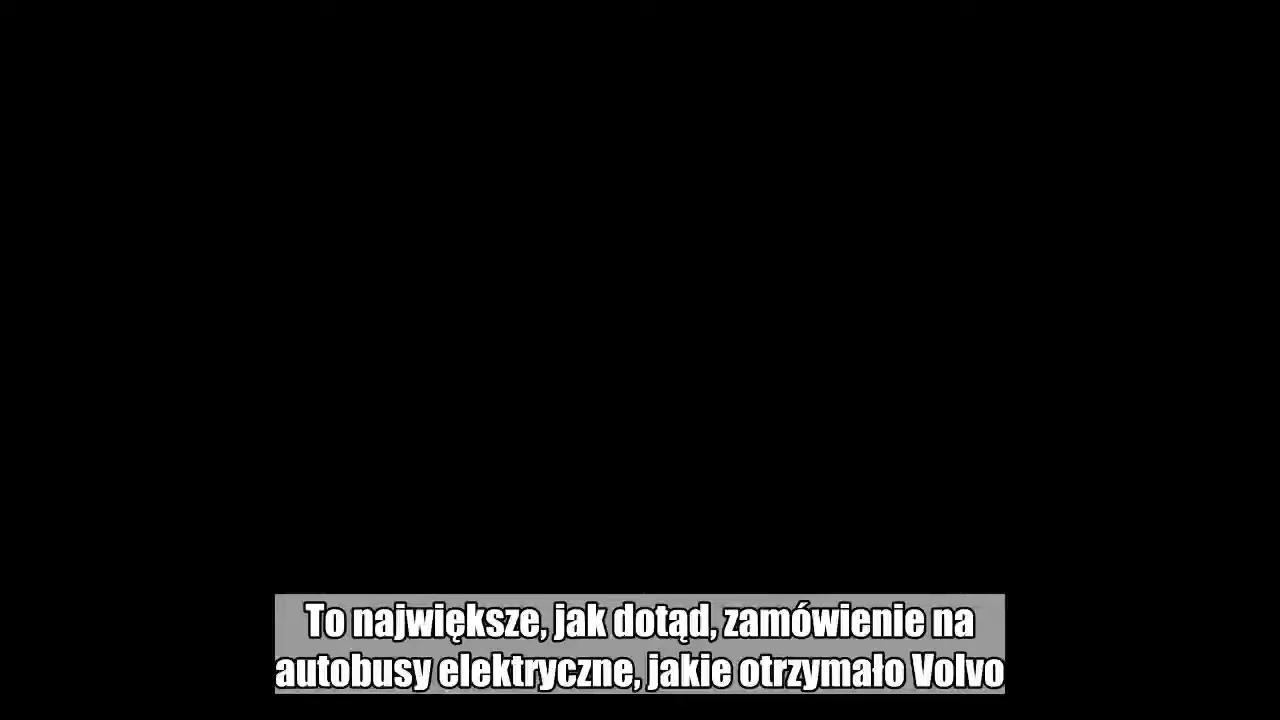 To największe, jak dotąd, zamówienie na
autobusy elektryczne, jakie otrzymało Volvo